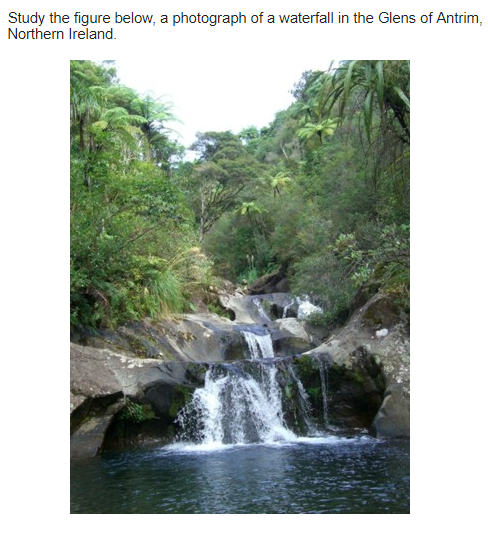 Study the figure below, a photograph of a waterfall in the Glens of Antrim,
Northern Ireland.